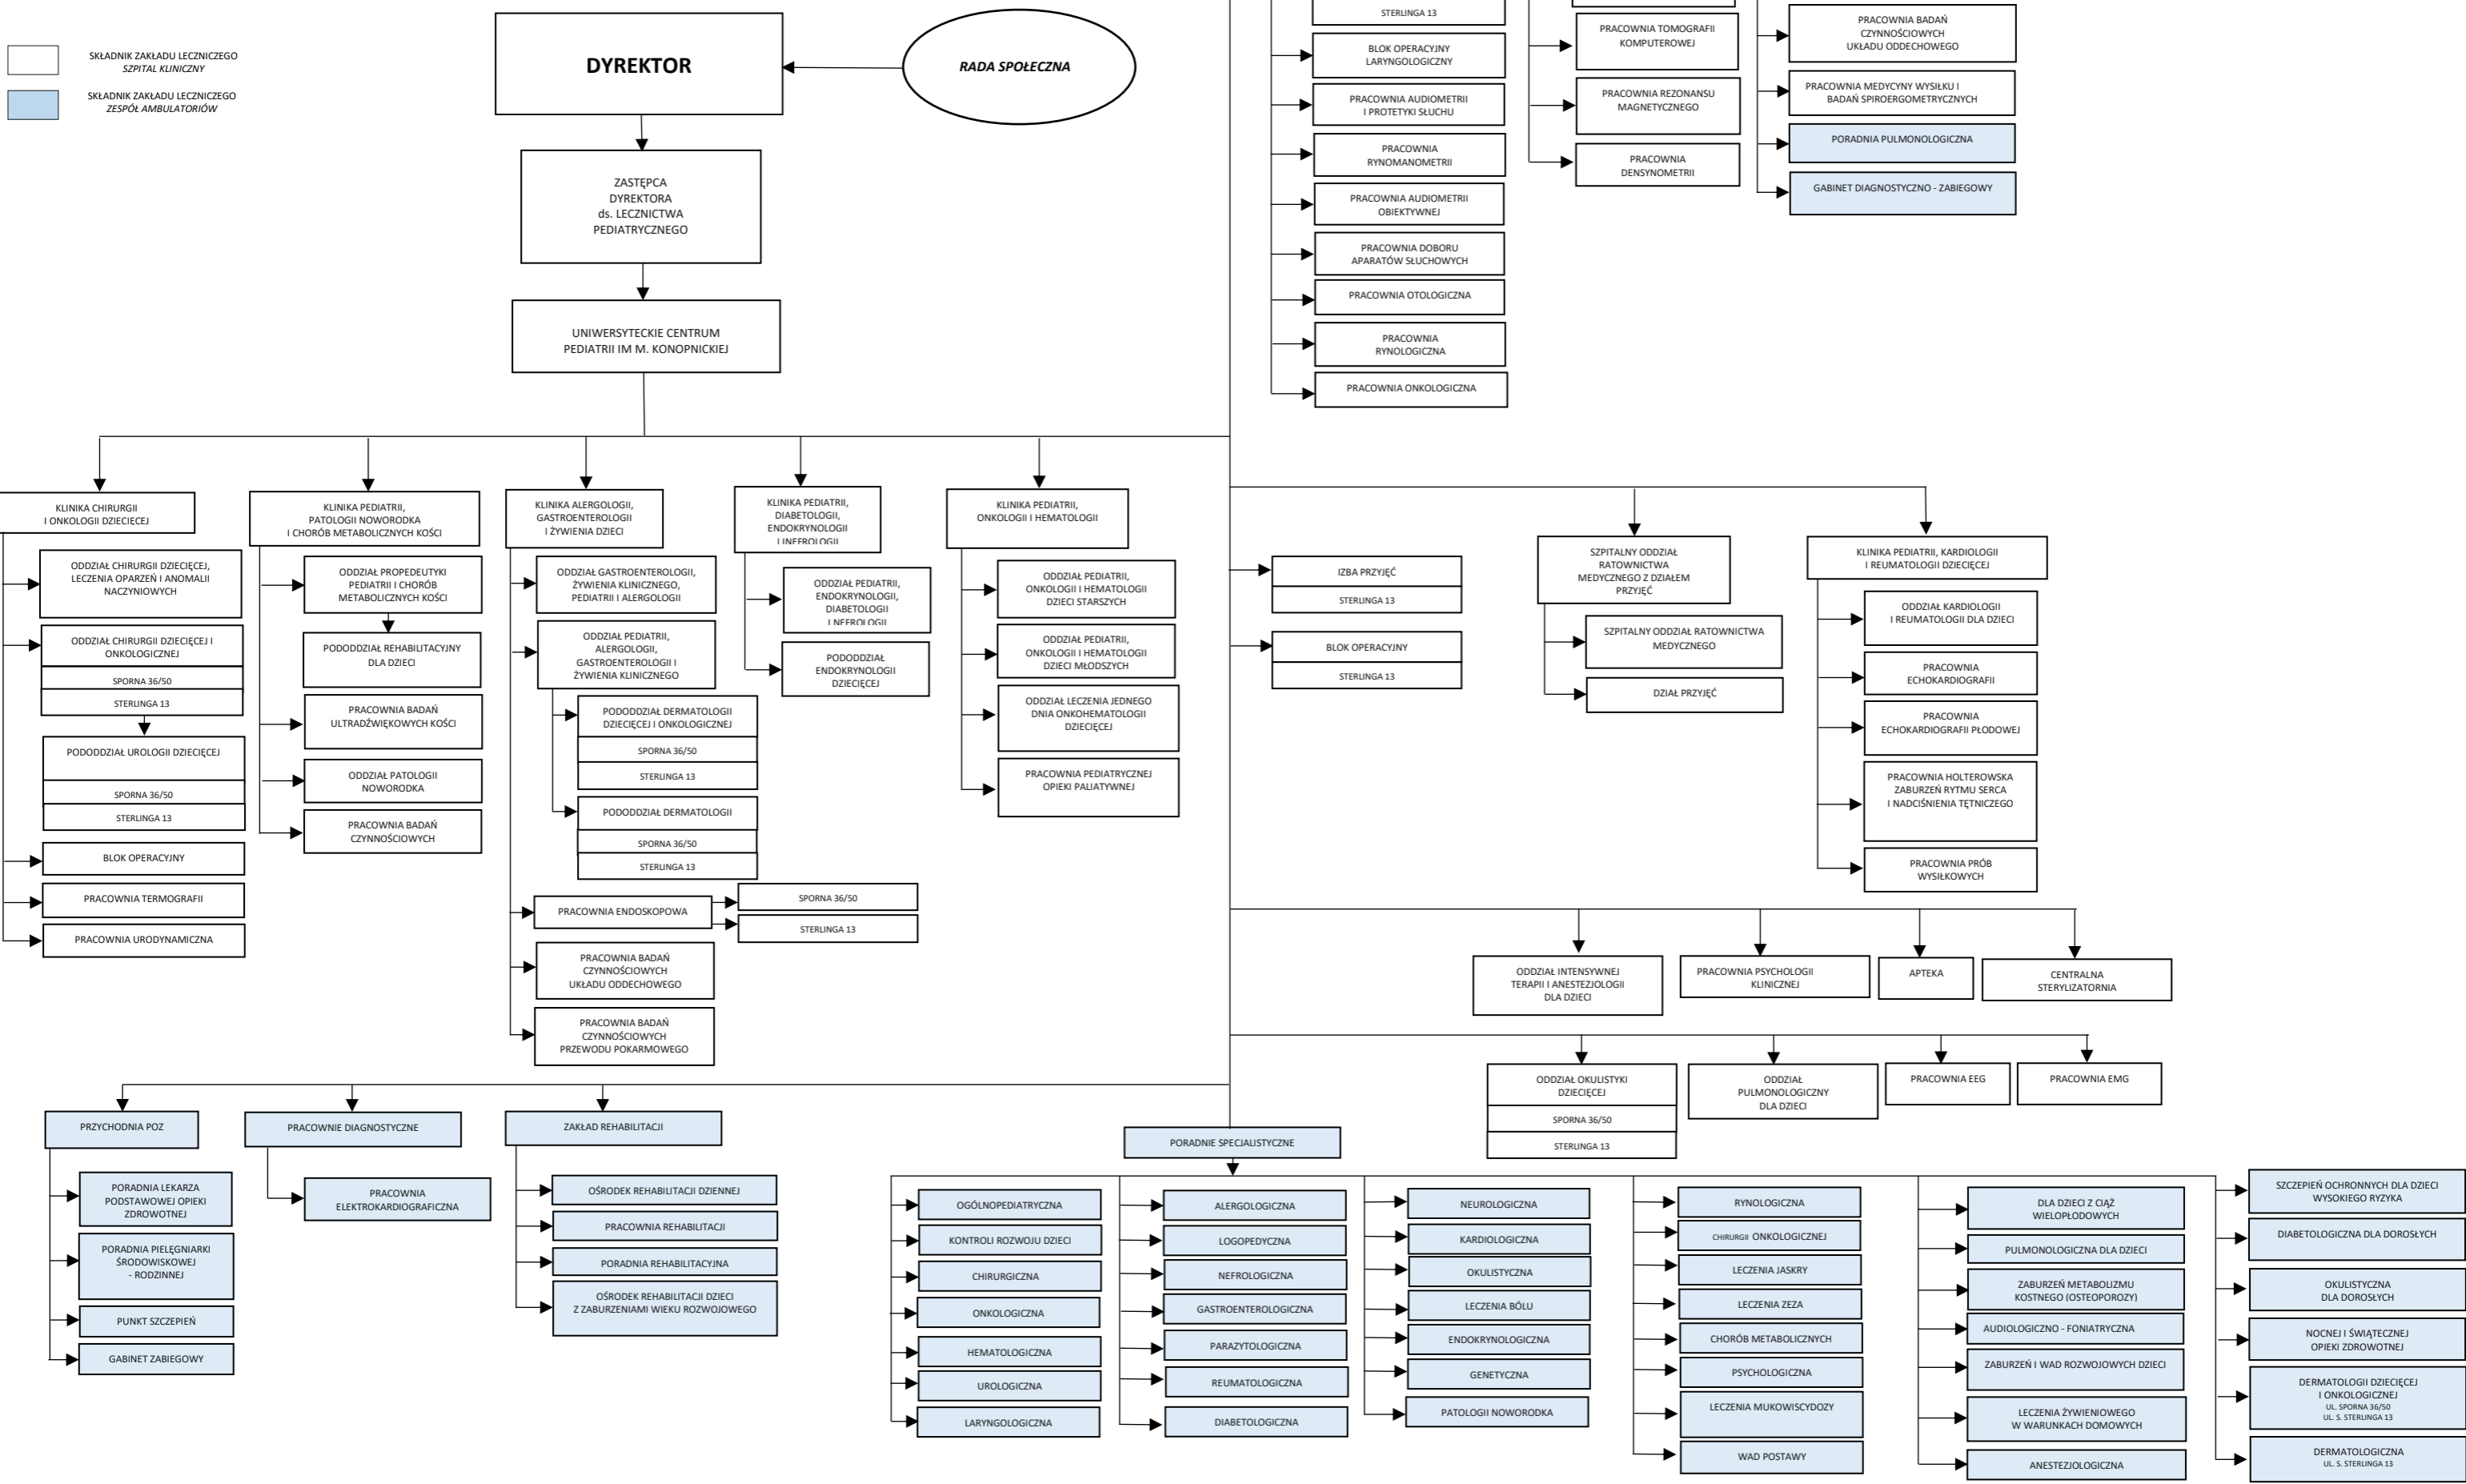 SKŁADNIK ZAKŁADU LECZNICZEGO
SZPITAL KLINICZNY
SKŁADNIK ZAKŁADU LECZNICZEGO
ZESPÓŁ AMBULATORIÓW
DYREKTOR
RADA SPOŁECZNA
ZASTĘPCA
DYREKTORA
ds. LECZNICTWA
PEDIATRYCZNEGO
UNIWERSYTECKIE CENTRUM
PEDIATRII IM M. KONOPNICKIEJ
STERLINGA 13
BLOK OPERACYJNY
LARYNGOLOGICZNY
PRACOWNIA AUDIOMETRII
I PROTETYKI SŁUCHU
PRACOWNIA
RYNOMANOMETRII
PRACOWNIA AUDIOMETRII
OBIEKTYWNEJ
PRACOWNIA DOBORU
APARATÓW SŁUCHOWYCH
PRACOWNIA OTOLOGICZNA
PRACOWNIA
RYNOLOGICZNA
PRACOWNIA ONKOLOGICZNA
PRACOWNIA TOMOGRAFII
KOMPUTEROWEJ
PRACOWNIA REZONANSU
MAGNETYCZNEGO
PRACOWNIA
DENSYNOMETRII
PRACOWNIA BADAŃ
CZYNNOŚCIOWYCH
UKŁADU ODDECHOWEGO
PRACOWNIA MEDYCYNY WYSIŁKU I
BADAŃ SPIROERGOMETRYCZNYCH
PORADNIA PULMONOLOGICZNA
GABINET DIAGNOSTYCZNO - ZABIEGOWY
KLINIKA CHIRURGII
I ONKOLOGII DZIECIĘCEJ
ODDZIAŁ CHIRURGII DZIECIĘCEJ,
LECZENIA OPARZEŃ I ANOMALII
NACZYNIOWYCH
ODDZIAŁ CHIRURGII DZIECIĘCEJ I
ONKOLOGICZNEJ
SPORNA 36/50
STERLINGA 13
PODODDZIAŁ UROLOGII DZIECIĘCEJ
SPORNA 36/50
STERLINGA 13
BLOK OPERACYJNY
PRACOWNIA TERMOGRAFII
PRACOWNIA URODYNAMICZNA
KLINIKA PEDIATRII,
PATOLOGII NOWORODKA
I CHORÓB METABOLICZNYCH KOŚCI
ODDZIAŁ PROPEDEUTYKI
PEDIATRII I CHORÓB
METABOLICZNYCH KOŚCI
PODODDZIAŁ REHABILITACYJNY
DLA DZIECI
PRACOWNIA BADAŃ
ULTRADŹWIĘKOWYCH KOŚCI
ODDZIAŁ PATOLOGII
NOWORODKA
PRACOWNIA BADAŃ
CZYNNOŚCIOWYCH
KLINIKA ALERGOLOGII,
GASTROENTEROLOGII
I ŻYWIENIA DZIECI
ODDZIAŁ GASTROENTEROLOGII,
ŻYWIENIA KLINICZNEGO,
PEDIATRII I ALERGOLOGII
ODDZIAŁ PEDIATRII,
ALERGOLOGII,
GASTROENTEROLOGII I
ŻYWIENIA KLINICZNEGO
PODODDZIAŁ DERMATOLOGII
DZIECIĘCEJ I ONKOLOGICZNEJ
SPORNA 36/50
STERLINGA 13
PODODDZIAŁ DERMATOLOGII
SPORNA 36/50
STERLINGA 13
PRACOWNIA ENDOSKOPOWA
SPORNA 36/50
STERLINGA 13
PRACOWNIA BADAŃ
CZYNNOŚCIOWYCH
UKŁADU ODDECHOWEGO
PRACOWNIA BADAŃ
CZYNNOŚCIOWYCH
PRZEWODU POKARMOWEGO
KLINIKA PEDIATRII,
DIABETOLOGII,
ENDOKRYNOLOGII
I NEFROLOGII
ODDZIAŁ PEDIATRII,
ENDOKRYNOLOGII,
DIABETOLOGII
I NEFROLOGII
PODODDZIAŁ
ENDOKRYNOLOGII
DZIECIĘCEJ
KLINIKA PEDIATRII,
ONKOLOGII I HEMATOLOGII
ODDZIAŁ PEDIATRII,
ONKOLOGII I HEMATOLOGII
DZIECI STARSZYCH
ODDZIAŁ PEDIATRII,
ONKOLOGII I HEMATOLOGII
DZIECI MŁODSZYCH
ODDZIAŁ LECZENIA JEDNEGO
DNIA ONKOHEMATOLOGII
DZIECIĘCEJ
PRACOWNIA PEDIATRYCZNEJ
OPIEKI PALIATYWNEJ
IZBA PRZYJĘĆ
STERLINGA 13
BLOK OPERACYJNY
STERLINGA 13
SZPITALNY ODDZIAŁ
RATOWNICTWA
MEDYCZNEGO Z DZIAŁEM
PRZYJĘĆ
SZPITALNY ODDZIAŁ RATOWNICTWA
MEDYCZNEGO
DZIAŁ PRZYJĘĆ
KLINIKA PEDIATRII, KARDIOLOGII
I REUMATOLOGII DZIECIĘCEJ
ODDZIAŁ KARDIOLOGII
I REUMATOLOGII DLA DZIECI
PRACOWNIA
ECHOKARDIOGRAFII
PRACOWNIA
ECHOKARDIOGRAFII PŁODOWEJ
PRACOWNIA HOLTEROWSKA
ZABURZEŃ RYTMU SERCA
I NADCIŚNIENIA TĘTNICZEGO
PRACOWNIA PRÓB
WYSIŁKOWYCH
ODDZIAŁ INTENSYWNEJ
TERAPII I ANESTEZJOLOGII
DLA DZIECI
PRACOWNIA PSYCHOLOGII
KLINICZNEJ
APTEKA
CENTRALNA
STERYLIZATORNIA
ODDZIAŁ OKULISTYKI
DZIECIĘCEJ
SPORNA 36/50
STERLINGA 13
ODDZIAŁ
PULMONOLOGICZNY
DLA DZIECI
PRACOWNIA EEG
PRACOWNIA EMG
PRZYCHODNIA POZ
PORADNIA LEKARZA
PODSTAWOWEJ OPIEKI
ZDROWOTNEJ
PORADNIA PIELĘGNIARKI
ŚRODOWISKOWEJ
- RODZINNEJ
PUNKT SZCZEPIEŃ
GABINET ZABIEGOWY
PRACOWNIE DIAGNOSTYCZNE
PRACOWNIA
ELEKTROKARDIOGRAFICZNA
ZAKŁAD REHABILITACJI
OŚRODEK REHABILITACJI DZIENNEJ
PRACOWNIA REHABILITACJI
PORADNIA REHABILITACYJNA
OŚRODEK REHABILITACJI DZIECI
Z ZABURZENIAMI WIEKU ROZWOJOWEGO
PORADNIE SPECJALISTYCZNE
OGÓLNOPEDIATRYCZNA
KONTROLI ROZWOJU DZIECI
CHIRURGICZNA
ONKOLOGICZNA
HEMATOLOGICZNA
UROLOGICZNA
LARYNGOLOGICZNA
ALERGOLOGICZNA
LOGOPEDYCZNA
NEFROLOGICZNA
GASTROENTEROLOGICZNA
PARAZYTOLOGICZNA
REUMATOLOGICZNA
DIABETOLOGICZNA
NEUROLOGICZNA
KARDIOLOGICZNA
OKULISTYCZNA
LECZENIA BÓLU
ENDOKRYNOLOGICZNA
GENETYCZNA
PATOLOGII NOWORODKA
RYNOLOGICZNA
CHIRURGII ONKOLOGICZNEJ
LECZENIA JASKRY
LECZENIA ZEZA
CHORÓB METABOLICZNYCH
PSYCHOLOGICZNA
LECZENIA MUKOWISCYDOZY
WAD POSTAWY
DLA DZIECI Z CIĄŻ
WIELOPŁODOWYCH
PULMONOLOGICZNA DLA DZIECI
ZABURZEŃ METABOLIZMU
KOSTNEGO (OSTEOPOROZY)
AUDIOLOGICZNO - FONIATRYCZNA
ZABURZEŃ I WAD ROZWOJOWYCH DZIECI
LECZENIA ŻYWIENIOWEGO
W WARUNKACH DOMOWYCH
ANESTEZJOLOGICZNA
SZCZEPIEŃ OCHRONNYCH DLA DZIECI
WYSOKIEGO RYZYKA
DIABETOLOGICZNA DLA DOROSŁYCH
OKULISTYCZNA
DLA DOROSŁYCH
NOCNEJ I ŚWIĄTECZNEJ
OPIEKI ZDROWOTNEJ
DERMATOLOGII DZIECIĘCEJ
I ONKOLOGICZNEJ
UL. SPORNA 36/50
UL. S. STERLINGA 13
DERMATOLOGICZNA
UL. S. STERLINGA 13